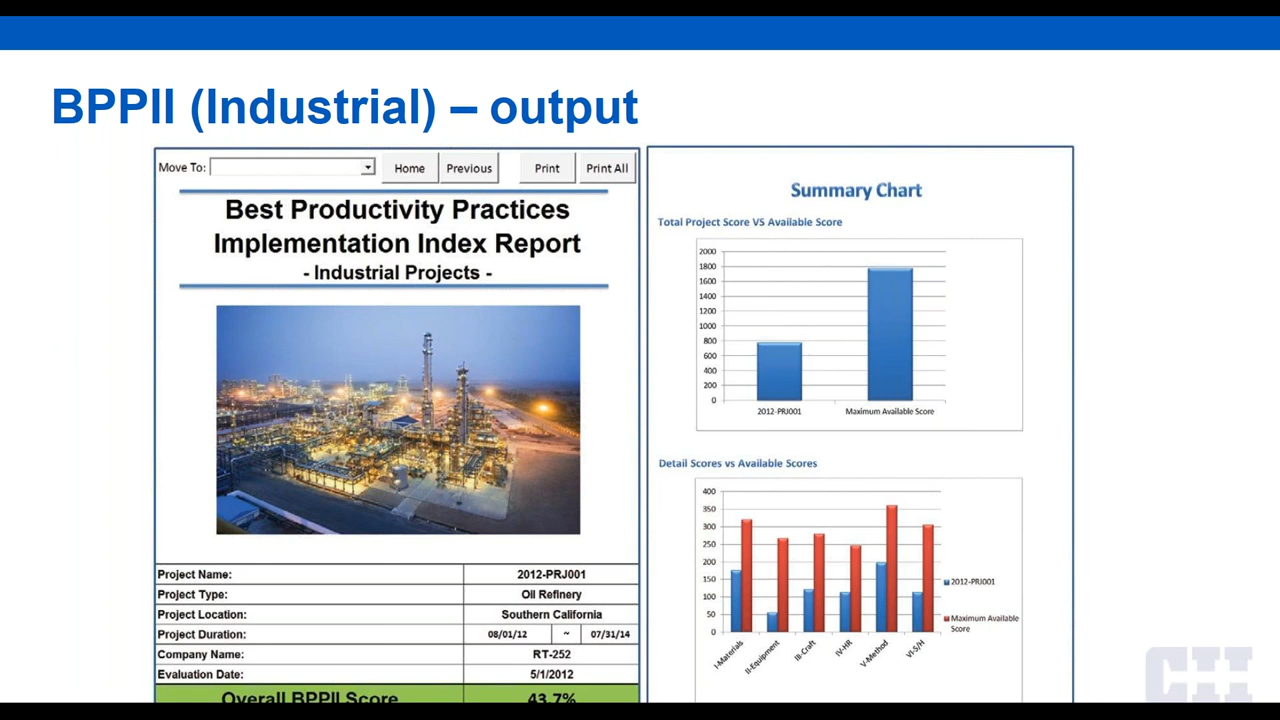 BPPII (Industrial) – output
Move To:
Home
Previous
Print
Print All
Best Productivity Practices
Implementation Index Report
- Industrial Projects -
Project Name: 2012-PRJ001
Project Type: Oil Refinery
Project Location: Southern California
Project Duration: 08/01/12 ~ 07/31/14
Company Name: RT-252
Evaluation Date: 5/1/2012
Overall BPPII Score 43.7%
Summary Chart
Total Project Score VS Available Score
2000
1800
1600
1400
1200
1000
800
600
400
200
0
2012-PRJ001
Maximum Available Score
Detail Scores vs Available Scores
400
350
300
250
200
150
100
50
0
I-Materials
II-Equipment
III-Craft
IV-HR
V-Method
VI-S/H
2012-PRJ001
Maximum Available
Score
CII